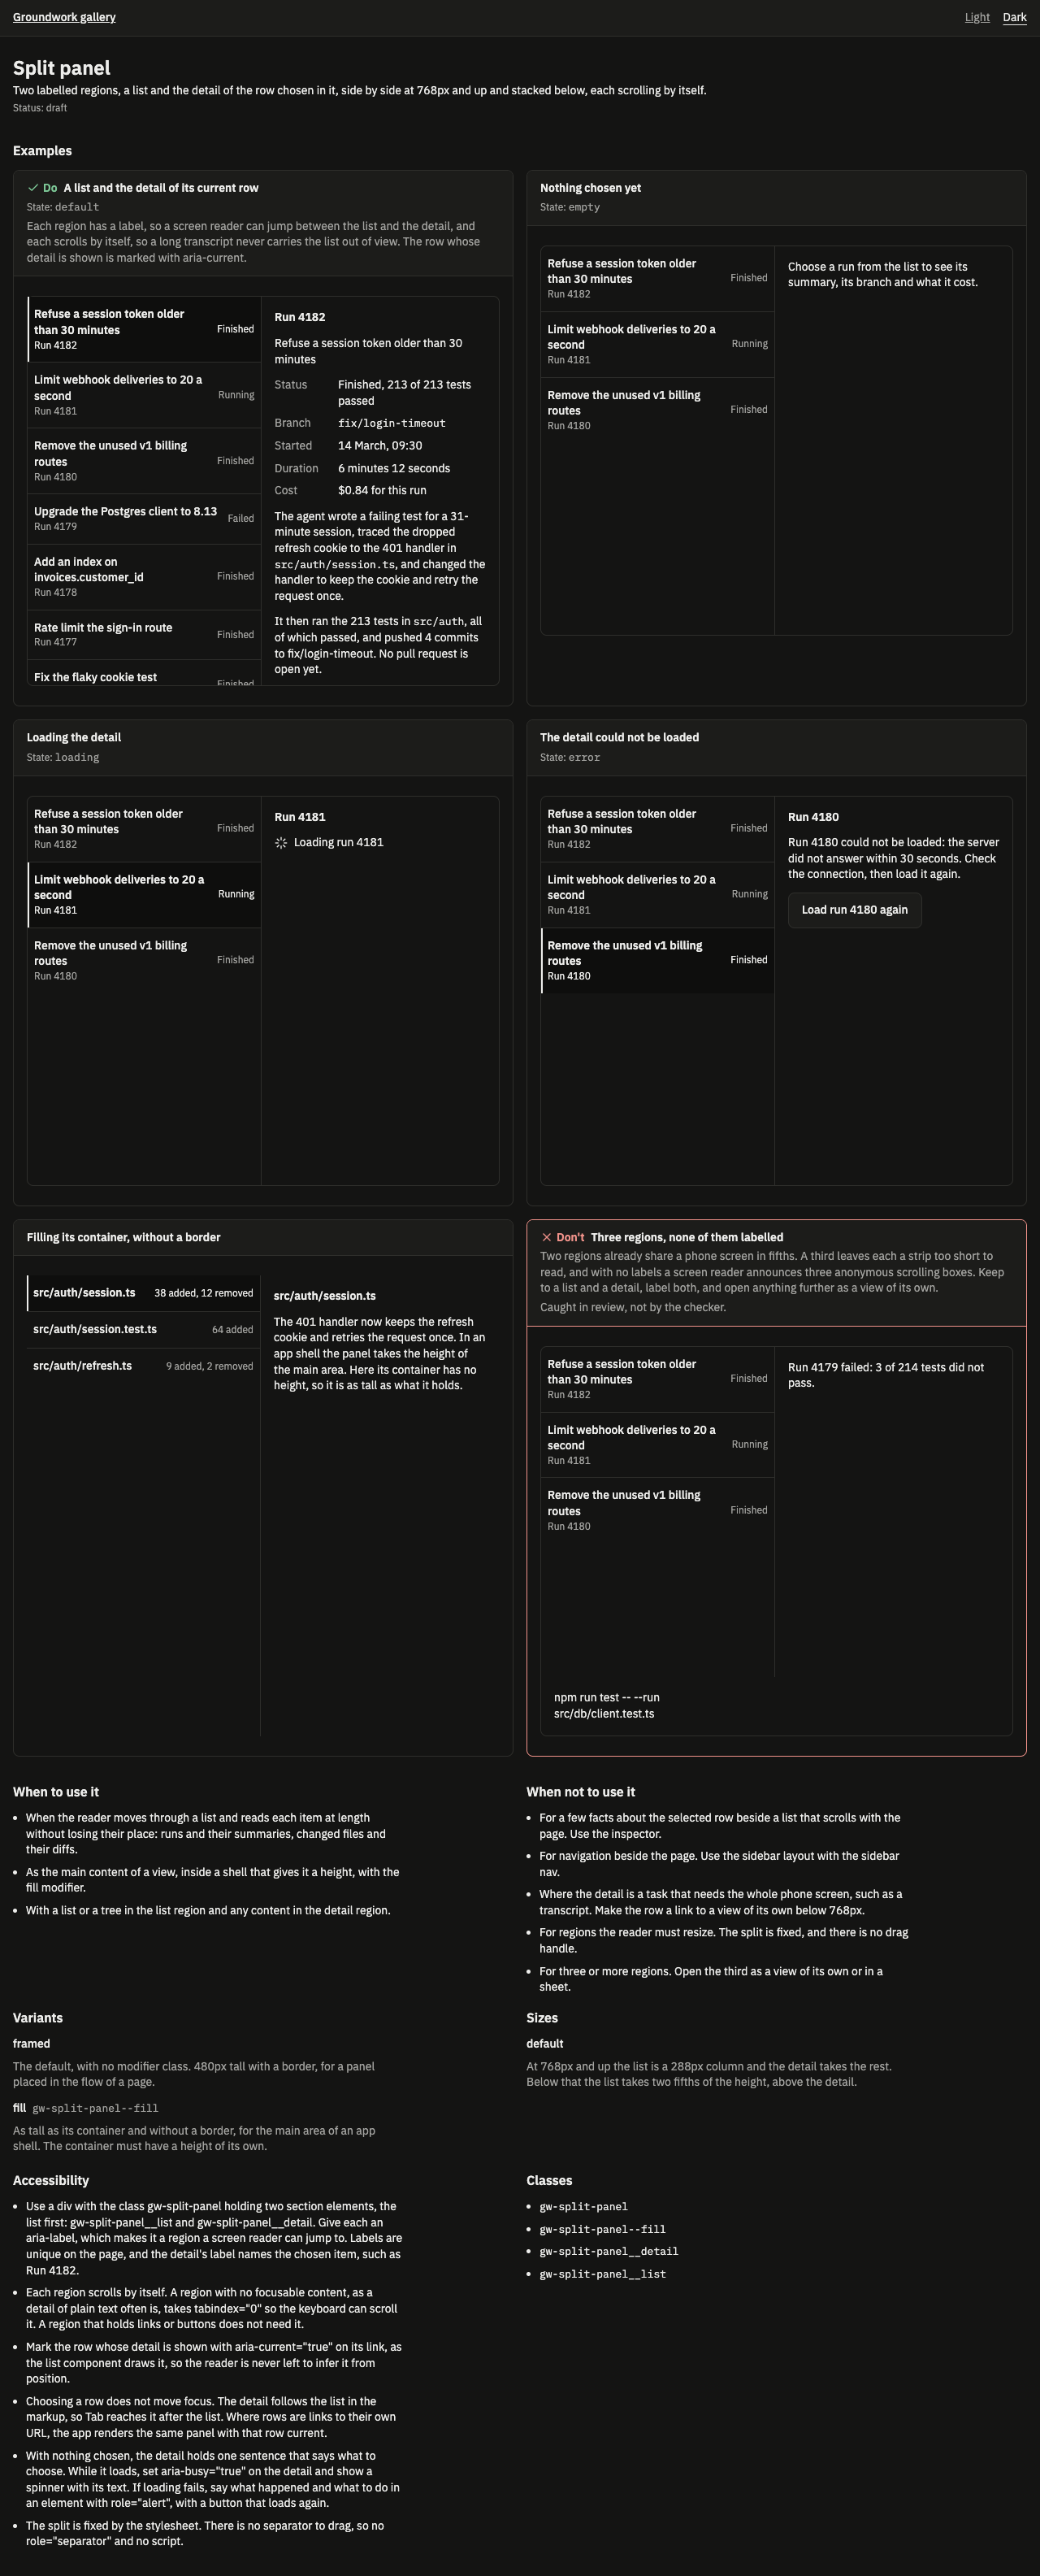 Groundwork gallery
Light Dark
Split panel
Two labelled regions, a list and the detail of the row chosen in it, side by side at 768px and up and stacked below, each scrolling by itself.
Status: draft
Examples
Do A list and the detail of its current row
State: default
Each region has a label, so a screen reader can jump between the list and the detail, and
each scrolls by itself, so a long transcript never carries the list out of view. The row whose
detail is shown is marked with aria-current.
Refuse a session token older
than 30 minutes
Run 4182
Finished
Limit webhook deliveries to 20 a
second
Run 4181
Running
Remove the unused v1 billing
routes
Run 4180
Finished
Upgrade the Postgres client to 8.13
Run 4179
Failed
Add an index on
invoices.customer_id
Run 4178
Finished
Rate limit the sign-in route
Run 4177
Finished
Fix the flaky cookie test
Finished
Run 4182
Refuse a session token older than 30
minutes
Status Finished, 213 of 213 tests
passed
Branch fix/login-timeout
Started 14 March, 09:30
Duration 6 minutes 12 seconds
Cost $0.84 for this run
The agent wrote a failing test for a 31-
minute session, traced the dropped
refresh cookie to the 401 handler in
src/auth/session.ts, and changed the
handler to keep the cookie and retry the
request once.
It then ran the 213 tests in src/auth, all
of which passed, and pushed 4 commits
to fix/login-timeout. No pull request is
open yet.
Nothing chosen yet
State: empty
Refuse a session token older
than 30 minutes
Run 4182
Finished
Limit webhook deliveries to 20 a
second
Run 4181
Running
Remove the unused v1 billing
routes
Run 4180
Finished
Choose a run from the list to see its
summary, its branch and what it cost.
Loading the detail
State: loading
Refuse a session token older
than 30 minutes
Run 4182
Finished
Limit webhook deliveries to 20 a
second
Run 4181
Running
Remove the unused v1 billing
routes
Run 4180
Finished
Run 4181
Loading run 4181
The detail could not be loaded
State: error
Refuse a session token older
than 30 minutes
Run 4182
Finished
Limit webhook deliveries to 20 a
second
Run 4181
Running
Remove the unused v1 billing
routes
Run 4180
Finished
Run 4180
Run 4180 could not be loaded: the server
did not answer within 30 seconds. Check
the connection, then load it again.
Load run 4180 again
Filling its container, without a border
src/auth/session.ts 38 added, 12 removed
src/auth/session.test.ts 64 added
src/auth/refresh.ts 9 added, 2 removed
src/auth/session.ts
The 401 handler now keeps the refresh
cookie and retries the request once. In an
app shell the panel takes the height of
the main area. Here its container has no
height, so it is as tall as what it holds.
Don't Three regions, none of them labelled
Two regions already share a phone screen in fifths. A third leaves each a strip too short to
read, and with no labels a screen reader announces three anonymous scrolling boxes. Keep
to a list and a detail, label both, and open anything further as a view of its own.
Caught in review, not by the checker.
Refuse a session token older
than 30 minutes
Run 4182
Finished
Limit webhook deliveries to 20 a
second
Run 4181
Running
Remove the unused v1 billing
routes
Run 4180
Finished
Run 4179 failed: 3 of 214 tests did not
pass.
npm run test -- --run
src/db/client.test.ts
When to use it
When the reader moves through a list and reads each item at length
without losing their place: runs and their summaries, changed files and
their diffs.
As the main content of a view, inside a shell that gives it a height, with the
fill modifier.
With a list or a tree in the list region and any content in the detail region.
When not to use it
For a few facts about the selected row beside a list that scrolls with the
page. Use the inspector.
For navigation beside the page. Use the sidebar layout with the sidebar
nav.
Where the detail is a task that needs the whole phone screen, such as a
transcript. Make the row a link to a view of its own below 768px.
For regions the reader must resize. The split is fixed, and there is no drag
handle.
For three or more regions. Open the third as a view of its own or in a
sheet.
Variants
framed
The default, with no modifier class. 480px tall with a border, for a panel
placed in the flow of a page.
fill gw-split-panel--fill
As tall as its container and without a border, for the main area of an app
shell. The container must have a height of its own.
Sizes
default
At 768px and up the list is a 288px column and the detail takes the rest.
Below that the list takes two fifths of the height, above the detail.
Accessibility
Use a div with the class gw-split-panel holding two section elements, the
list first: gw-split-panel__list and gw-split-panel__detail. Give each an
aria-label, which makes it a region a screen reader can jump to. Labels are
unique on the page, and the detail's label names the chosen item, such as
Run 4182.
Each region scrolls by itself. A region with no focusable content, as a
detail of plain text often is, takes tabindex="0" so the keyboard can scroll
it. A region that holds links or buttons does not need it.
Mark the row whose detail is shown with aria-current="true" on its link, as
the list component draws it, so the reader is never left to infer it from
position.
Choosing a row does not move focus. The detail follows the list in the
markup, so Tab reaches it after the list. Where rows are links to their own
URL, the app renders the same panel with that row current.
With nothing chosen, the detail holds one sentence that says what to
choose. While it loads, set aria-busy="true" on the detail and show a
spinner with its text. If loading fails, say what happened and what to do in
an element with role="alert", with a button that loads again.
The split is fixed by the stylesheet. There is no separator to drag, so no
role="separator" and no script.
Classes
gw-split-panel
gw-split-panel--fill
gw-split-panel__detail
gw-split-panel__list